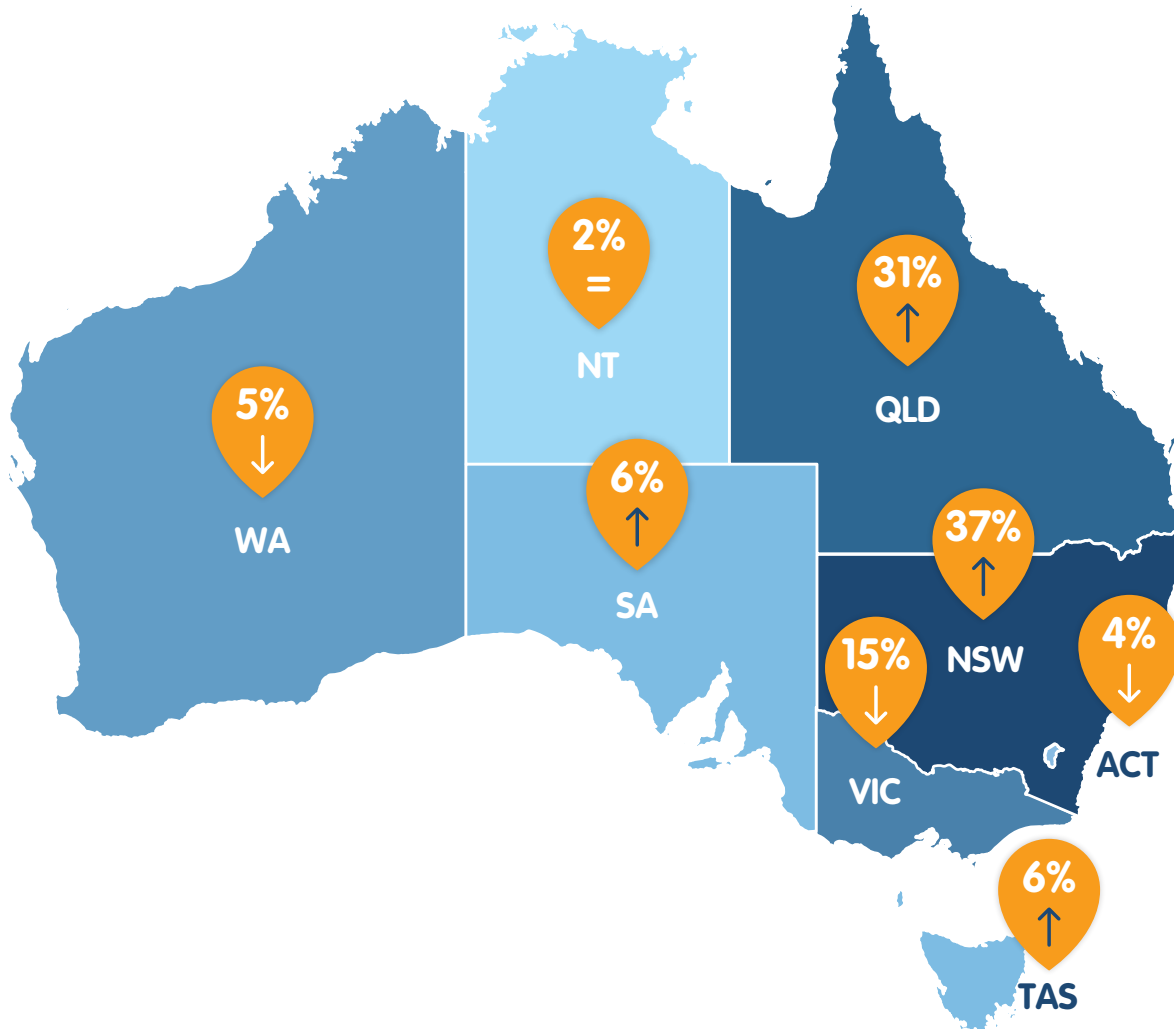 2%
=
NT
31%
↑
QLD
5%
↓
WA
6%
↑
SA
37%
↑
NSW
15%
↓
VIC
4%
↓
ACT
6%
↑
TAS